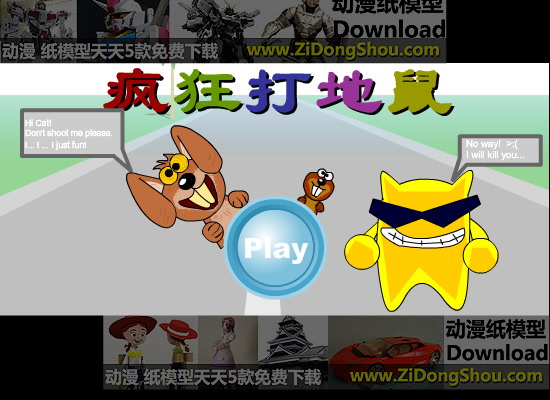 动漫纸模型
Download
动漫 纸模型天天5款免费下载
www.ZiDongShou.com
疯狂打地鼠
Hi Cat!
Don't shoot me please.
I... I ... I just fun!
No way!  >;(
I will kill you...
Play
动漫纸模型
Download
动漫 纸模型天天5款免费下载
www.ZiDongShou.com